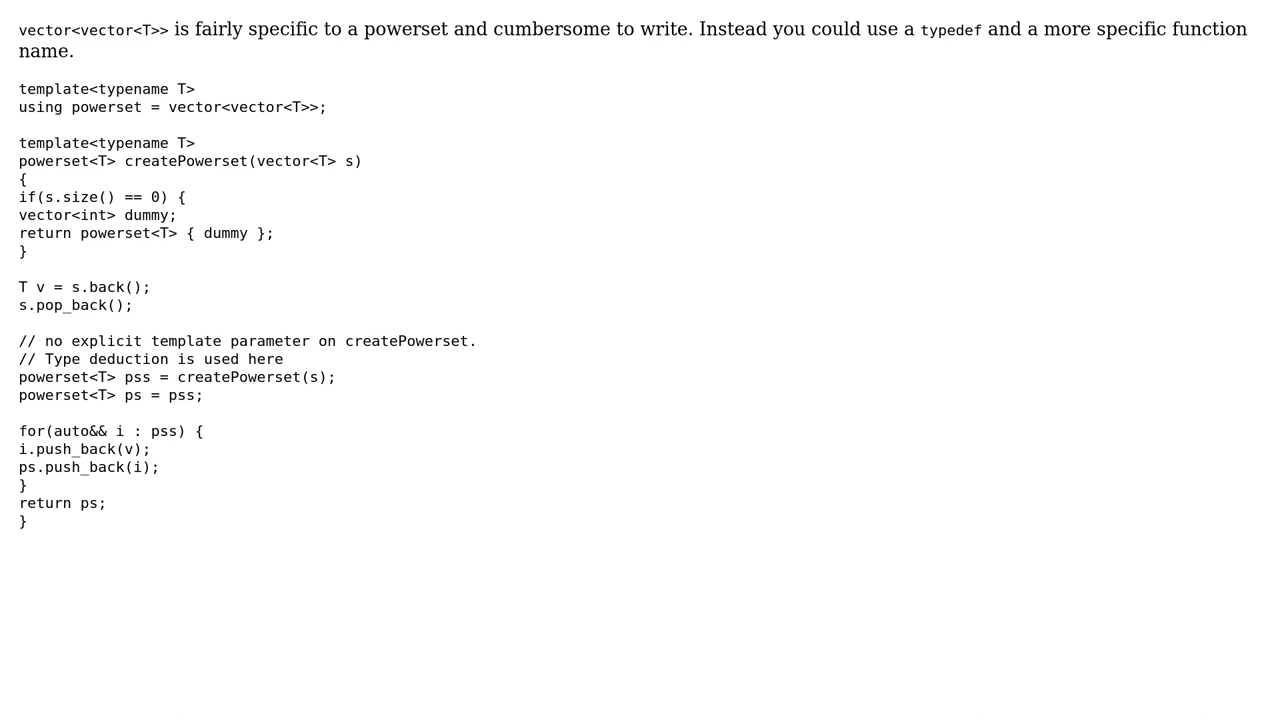 vector<vector<T>> is fairly specific to a powerset and cumbersome to write. Instead you could use a typedef and a more specific function
name.
template<typename T>
using powerset = vector<vector<T>>;
template<typename T>
powerset<T> createPowerset(vector<T> s)
{
if(s.size() == 0) {
vector<int> dummy;
return powerset<T> { dummy };
}
T v = s.back();
s.pop_back();
// no explicit template parameter on createPowerset.
// Type deduction is used here
powerset<T> pss = createPowerset(s);
powerset<T> ps = pss;
for(auto&& i : pss) {
i.push_back(v);
ps.push_back(i);
}
return ps;
}